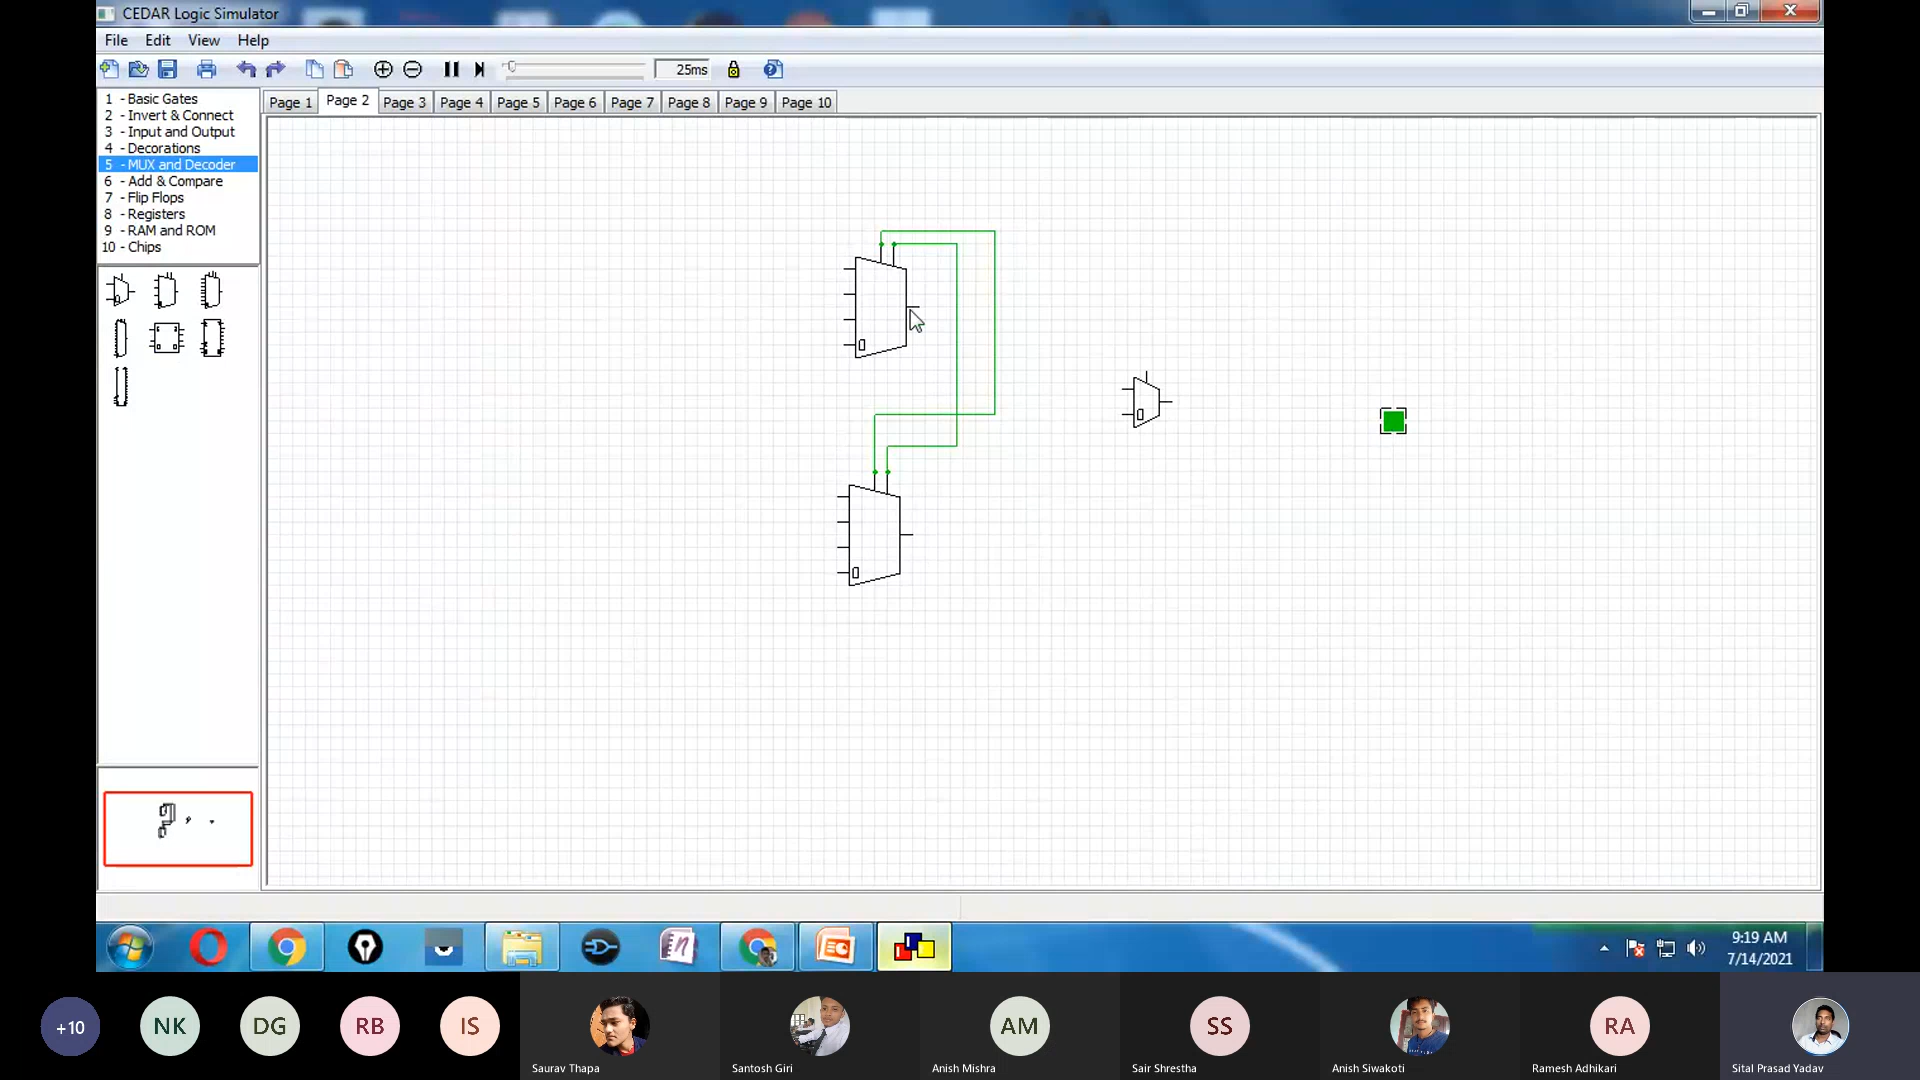 CEDAR Logic Simulator
File Edit View Help
25ms
1 - Basic Gates
2 - Invert & Connect
3 - Input and Output
4 - Decorations
5 - MUX and Decoder
6 - Add & Compare
7 - Flip Flops
8 - Registers
9 - RAM and ROM
10 - Chips
Page 1 Page 2 Page 3 Page 4 Page 5 Page 6 Page 7 Page 8 Page 9 Page 10
0
0
0
9:19 AM
7/14/2021
+10 NK DG RB IS AM SS RA
Saurav Thapa Santosh Giri Anish Mishra Sair Shrestha Anish Siwakoti Ramesh Adhikari Sital Prasad Yadav